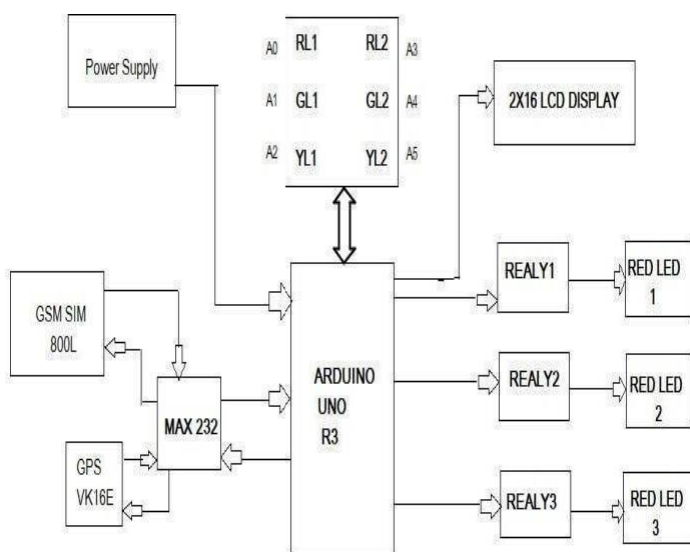 Power Supply
A0 RL1 RL2 A3
A1 GL1 GL2 A4
A2 YL1 YL2 A5
2X16 LCD DISPLAY
GSM SIM
800L
MAX 232
GPS
VK16E
ARDUINO
UNO
R3
REALY1
RED LED
1
REALY2
RED LED
2
REALY3
RED LED
3